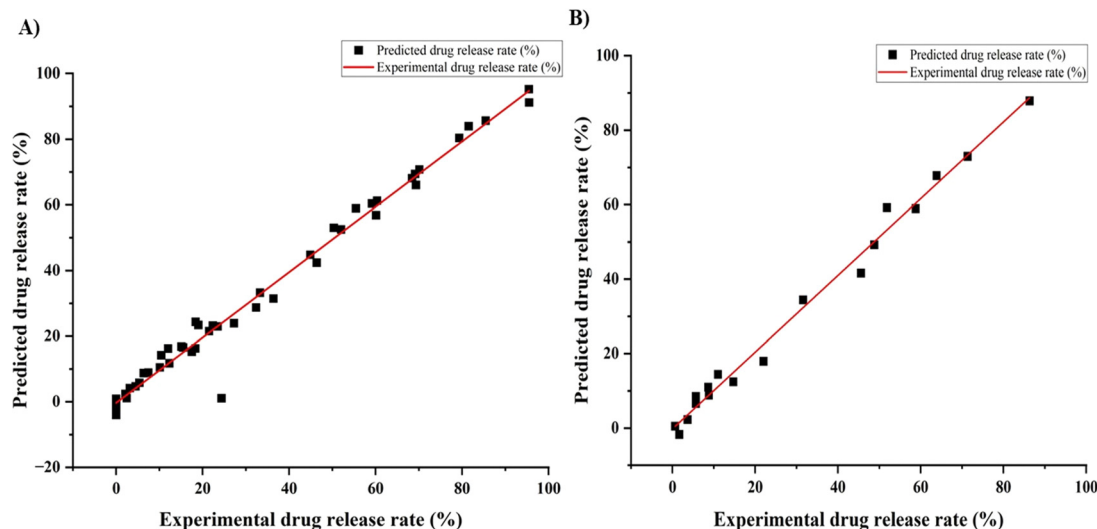 A)
Predicted drug release rate (%)
Experimental drug release rate (%)
100
80
60
40
20
0
−20
Predicted drug release rate (%)
0 20 40 60 80 100
Experimental drug release rate (%)
B)
Predicted drug release rate (%)
Experimental drug release rate (%)
100
80
60
40
20
0
Predicted drug release rate (%)
0 20 40 60 80 100
Experimental drug release rate (%)